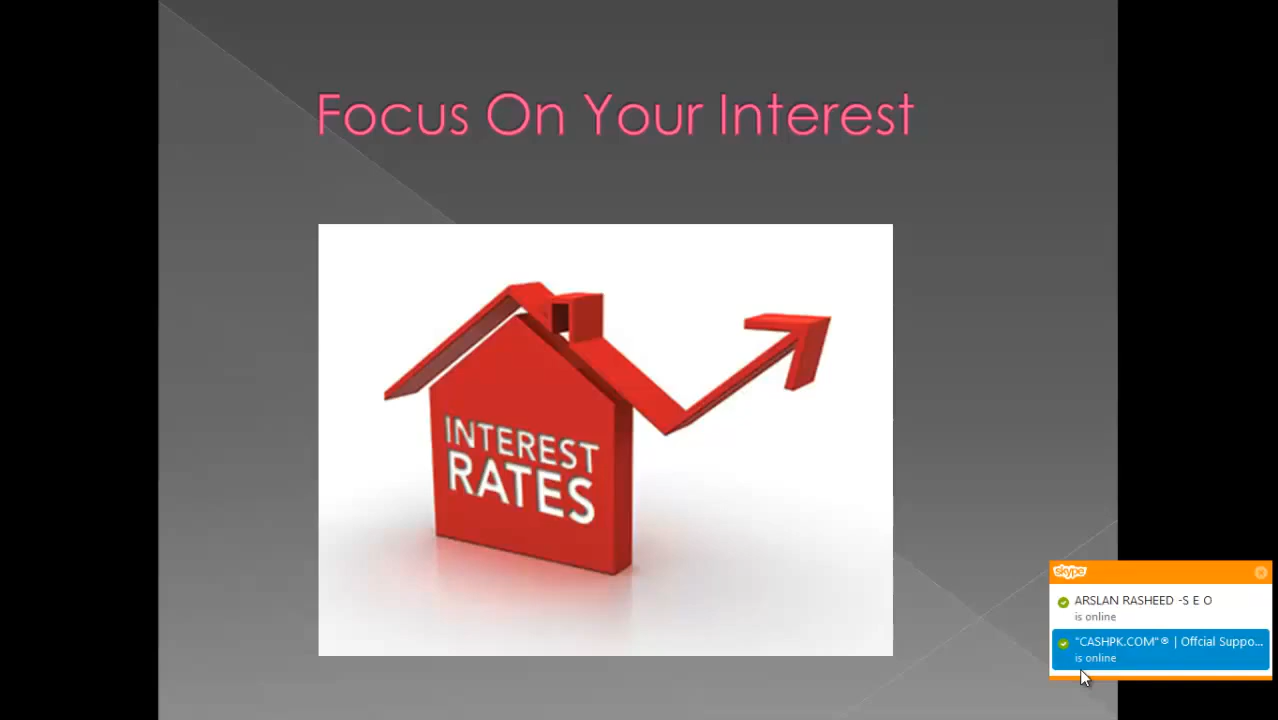 Focus On Your Interest
INTEREST
RATES
skype
ARSLAN RASHEED -S E O
is online
"CASHPK.COM"® | Offcial Suppo...
is online